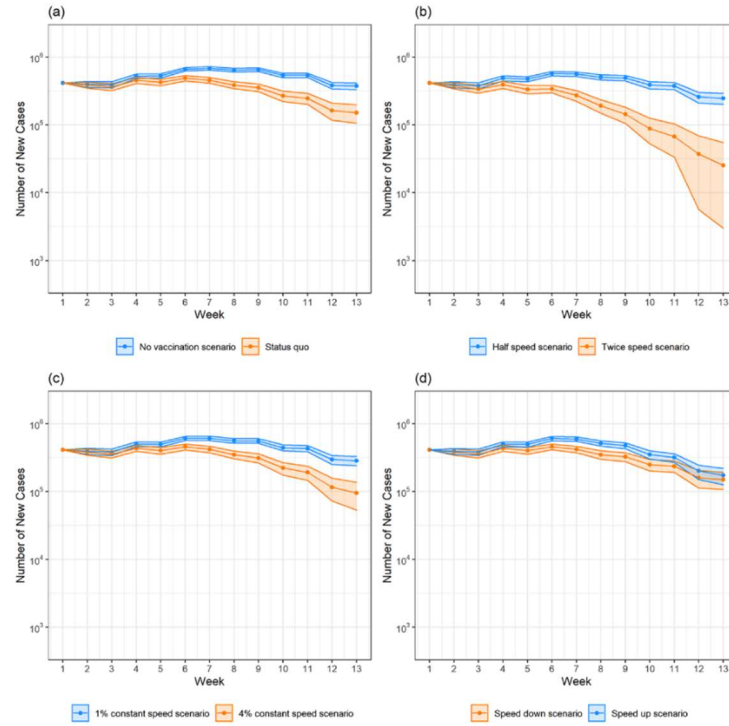 (a)
Number of New Cases
10⁶
10⁵
10⁴
10³
1 2 3 4 5 6 7 8 9 10 11 12 13
Week
No vaccination scenario Status quo
(b)
Number of New Cases
10⁶
10⁵
10⁴
10³
1 2 3 4 5 6 7 8 9 10 11 12 13
Week
Half speed scenario Twice speed scenario
(c)
Number of New Cases
10⁶
10⁵
10⁴
10³
1 2 3 4 5 6 7 8 9 10 11 12 13
Week
1% constant speed scenario 4% constant speed scenario
(d)
Number of New Cases
10⁶
10⁵
10⁴
10³
1 2 3 4 5 6 7 8 9 10 11 12 13
Week
Speed down scenario Speed up scenario